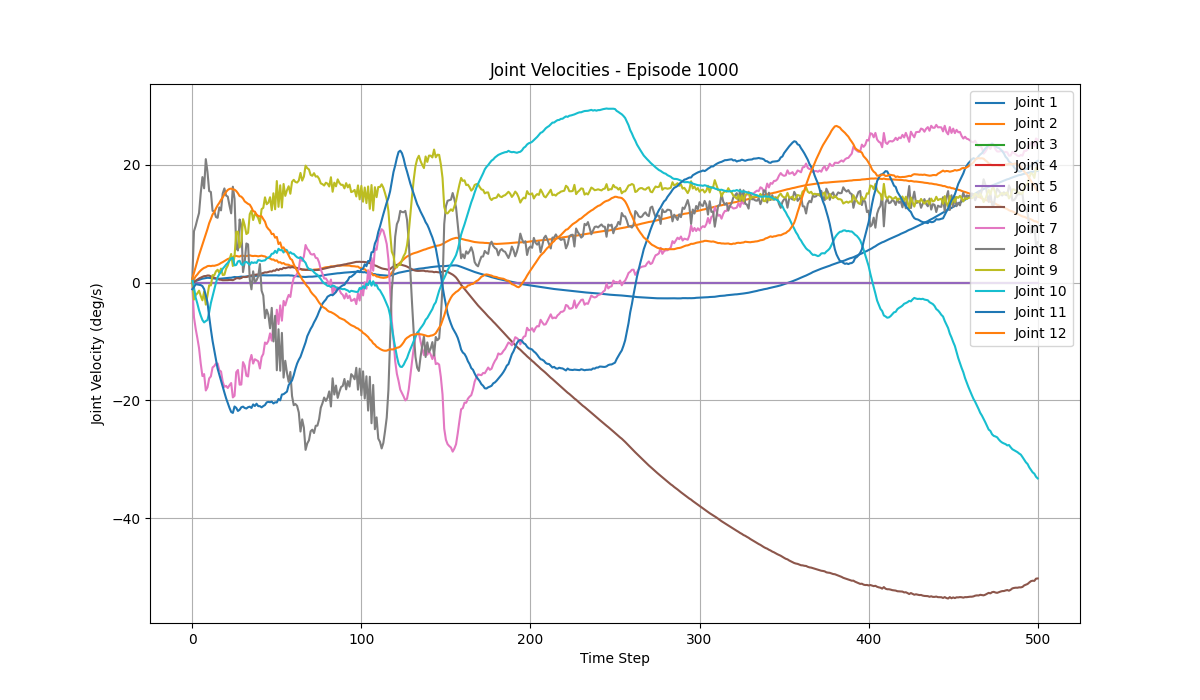 Joint Velocities - Episode 1000
Joint Velocity (deg/s)
20
0
−20
−40
0
100
200
300
400
500
Time Step
Joint 1
Joint 2
Joint 3
Joint 4
Joint 5
Joint 6
Joint 7
Joint 8
Joint 9
Joint 10
Joint 11
Joint 12